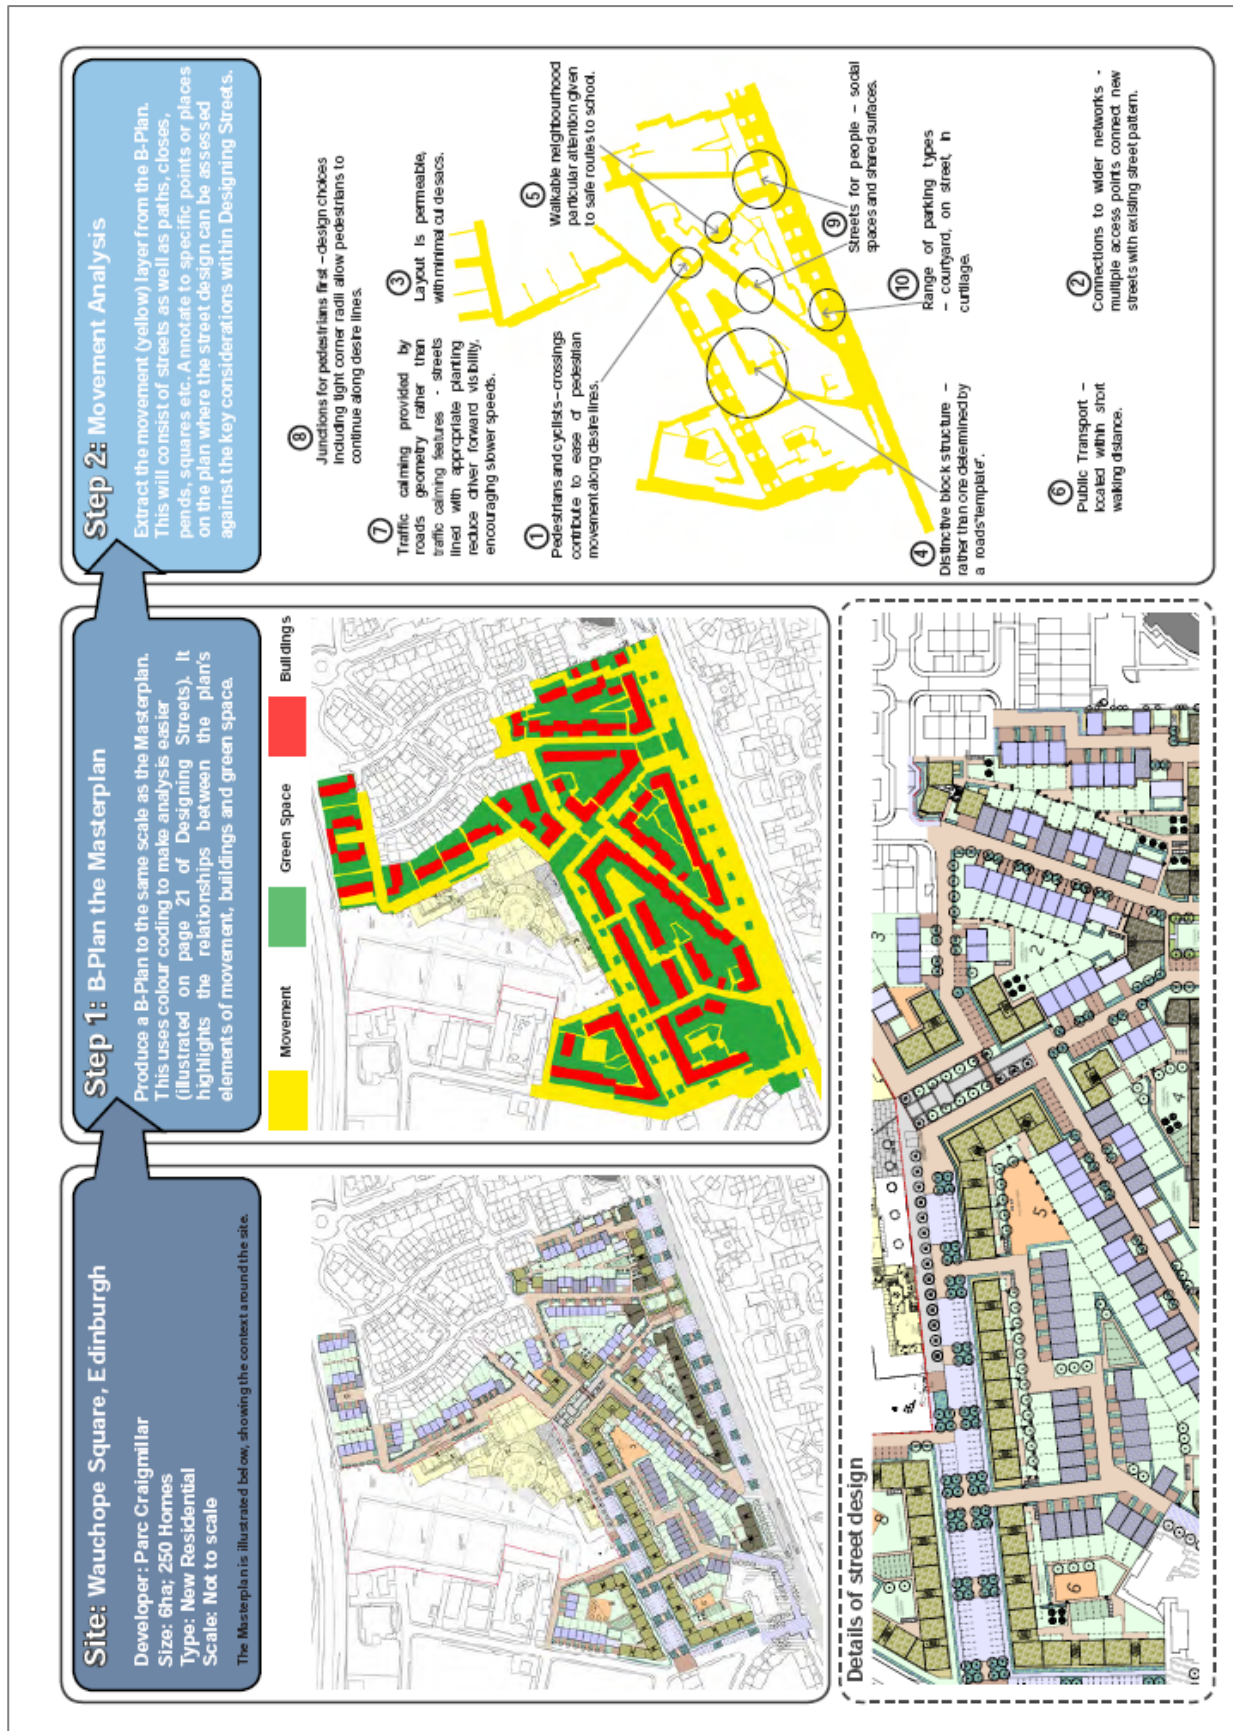 Site: Wauchope Square, Edinburgh
Developer: Parc Craigmillar
Size: 6ha; 250 Homes
Type: New Residential
Scale: Not to scale
The Masterplan is illustrated below, showing the context around the site.
Step 1: B-Plan the Masterplan
Produce a B-Plan to the same scale as the Masterplan.
This uses colour coding to make analysis easier
(illustrated on page 21 of Designing Streets). It
highlights the relationships between the plan's
elements of movement, buildings and green space.
Movement
Green Space
Buildings
Step 2: Movement Analysis
Extract the movement (yellow) layer from the B-Plan.
This will consist of streets as well as paths, closes,
pends, squares etc. Annotate to specific points or places
on the plan where the street design can be assessed
against the key considerations within Designing Streets.
8
Junctions for pedestrians first – design choices
including tight corner radii allow pedestrians to
continue along desire lines.
7
Traffic calming provided by
roads geometry rather than
traffic calming features - streets
lined with appropriate planting
reduce driver forward visibility,
encouraging slower speeds.
3
Layout is permeable,
with minimal cul desacs.
1
Pedestrians and cyclists – crossings
contribute to ease of pedestrian
movement along desire lines.
5
Walkable neighbourhood
particular attention given
to safe routes to school.
9
Streets for people – social
spaces and shared surfaces.
10
Range of parking types
– courtyard, on street, in
curtilage.
4
Distinctive block structure –
rather than one determined by
a roads "template".
6
Public Transport –
located within short
walking distance.
2
Connections to wider networks -
multiple access points connect new
streets with existing street pattern.
Details of street design
3
2
4
5
6